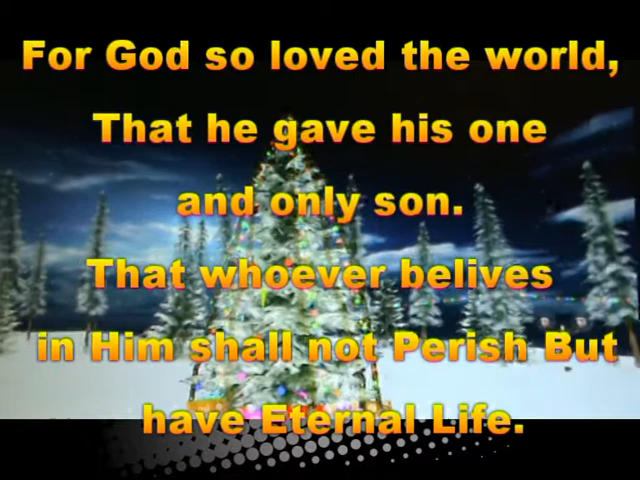 For God so loved the world,
That he gave his one
and only son.
That whoever belives
in Him shall not Perish But
have Eternal Life.